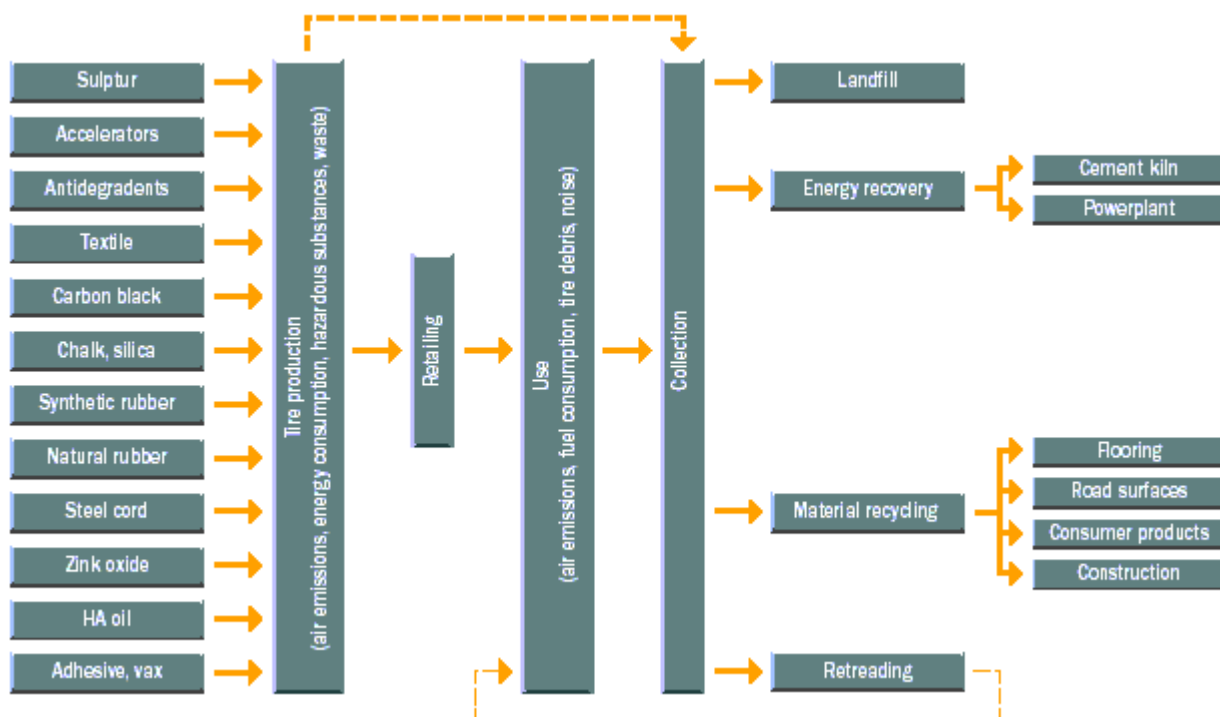 Sulptur
Accelerators
Antidegradents
Textile
Carbon black
Chalk, silica
Synthetic rubber
Natural rubber
Steel cord
Zink oxide
HA oil
Adhesive, vax
Tire production
(air emissions, energy consumption, hazardous substances, waste)
Retailing
Use
(air emissions, fuel consumption, tire debris, noise)
Collection
Landfill
Energy recovery
Cement kiln
Powerplant
Material recycling
Flooring
Road surfaces
Consumer products
Construction
Retreading